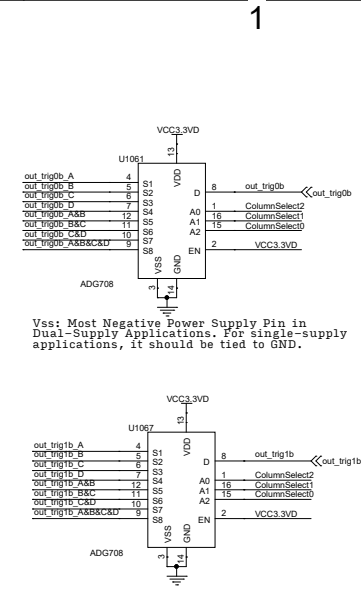 1
VCC3.3VD
13
U1061
VDD
out_trig0b_A 4 S1
out_trig0b_B 5 S2 D 8 out_trig0b out_trig0b
out_trig0b_C 6 S3
out_trig0b_D 7 S4 A0 1 ColumnSelect2
out_trig0b_A&B 12 S5 A1 16 ColumnSelect1
out_trig0b_B&C 11 S6 A2 15 ColumnSelect0
out_trig0b_C&D 10 S7
out_trig0b_A&B&C&D 9 S8 EN 2 VCC3.3VD
VSS GND
ADG708 3 14
Vss: Most Negative Power Supply Pin in
Dual-Supply Applications. For single-supply
applications, it should be tied to GND.
VCC3.3VD
13
U1067
VDD
out_trig1b_A 4 S1
out_trig1b_B 5 S2 D 8 out_trig1b out_trig1b
out_trig1b_C 6 S3
out_trig1b_D 7 S4 A0 1 ColumnSelect2
out_trig1b_A&B 12 S5 A1 16 ColumnSelect1
out_trig1b_B&C 11 S6 A2 15 ColumnSelect0
out_trig1b_C&D 10 S7
out_trig1b_A&B&C&D 9 S8 EN 2 VCC3.3VD
VSS GND
ADG708 3 14